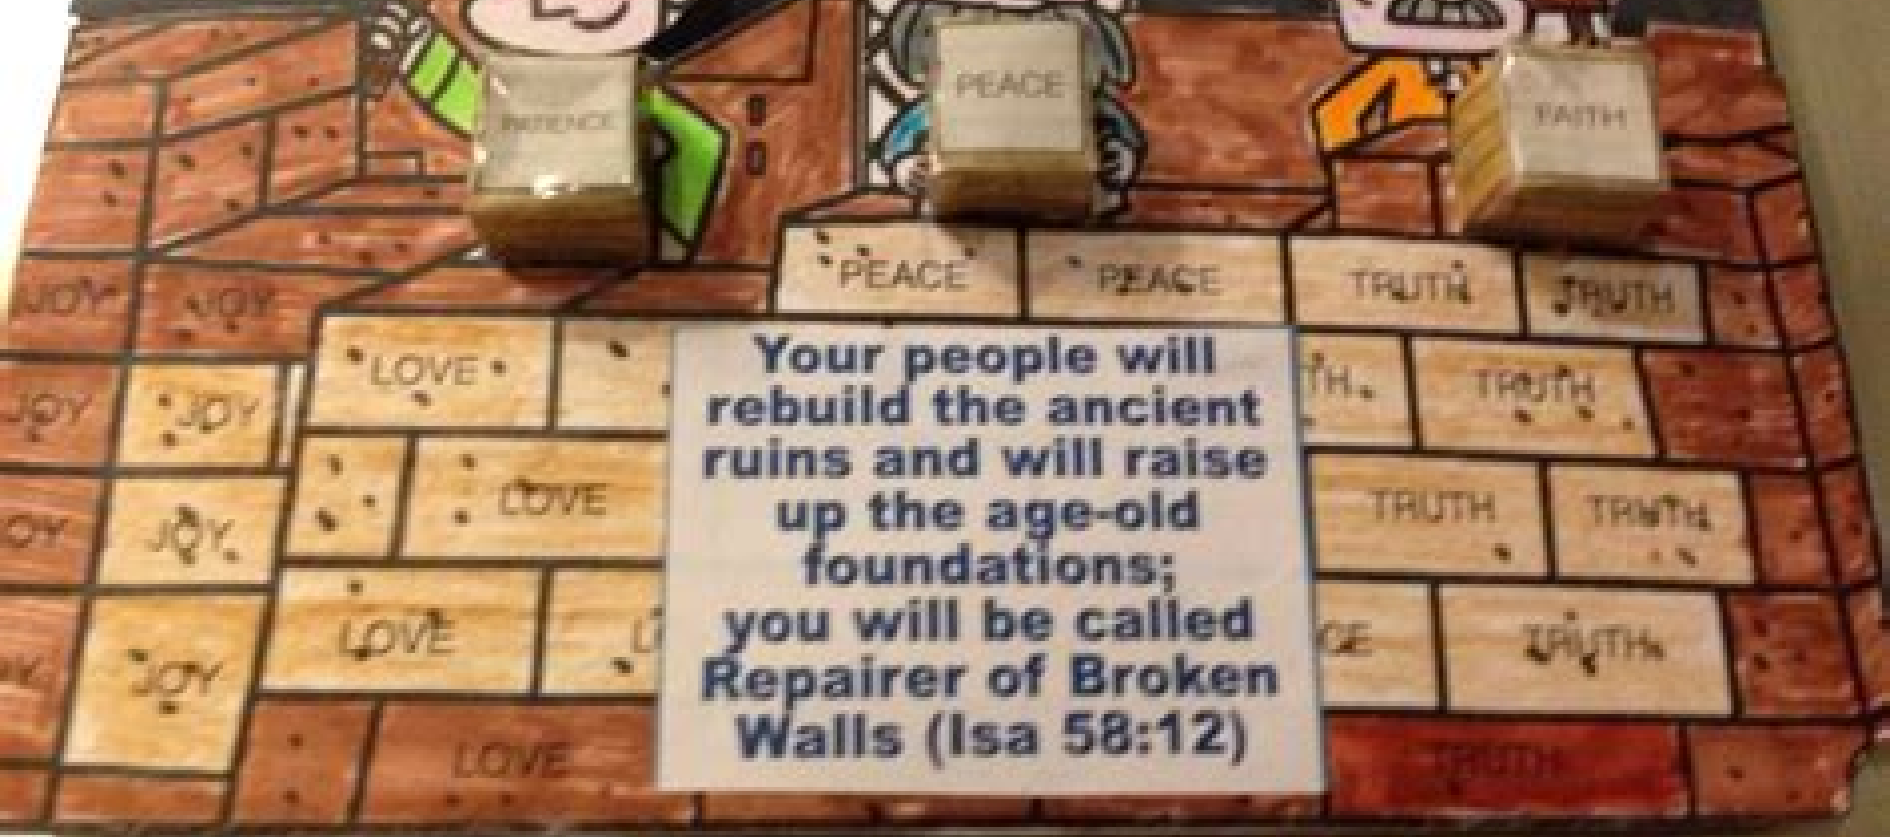 PATIENCE
PEACE
FAITH
PEACE PEACE TRUTH TRUTH
JOY JOY
LOVE
TRUTH
JOY JOY
LOVE
TRUTH TRUTH
JOY
LOVE
TRUTH
JOY
LOVE
TRUTH
Your people will
rebuild the ancient
ruins and will raise
up the age-old
foundations;
you will be called
Repairer of Broken
Walls (Isa 58:12)